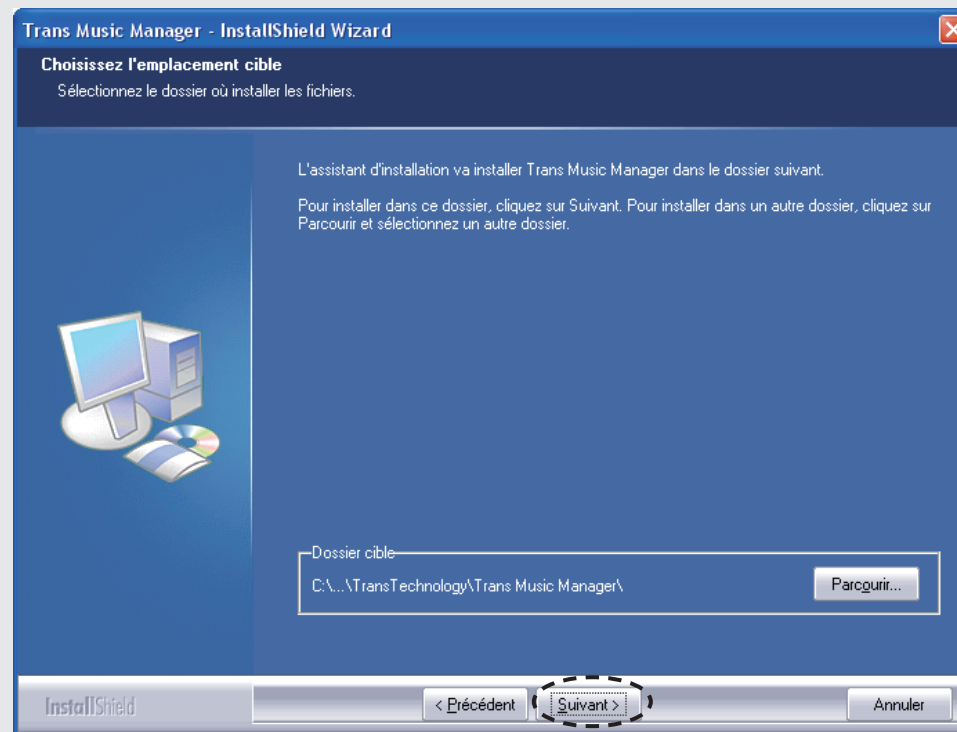 Trans Music Manager - InstallShield Wizard
Choisissez l'emplacement cible
Sélectionnez le dossier où installer les fichiers.
L'assistant d'installation va installer Trans Music Manager dans le dossier suivant.
Pour installer dans ce dossier, cliquez sur Suivant. Pour installer dans un autre dossier, cliquez sur
Parcourir et sélectionnez un autre dossier.
Dossier cible
C:\...\TransTechnology\Trans Music Manager\
Parcourir...
InstallShield
< Précédent
Suivant >
Annuler